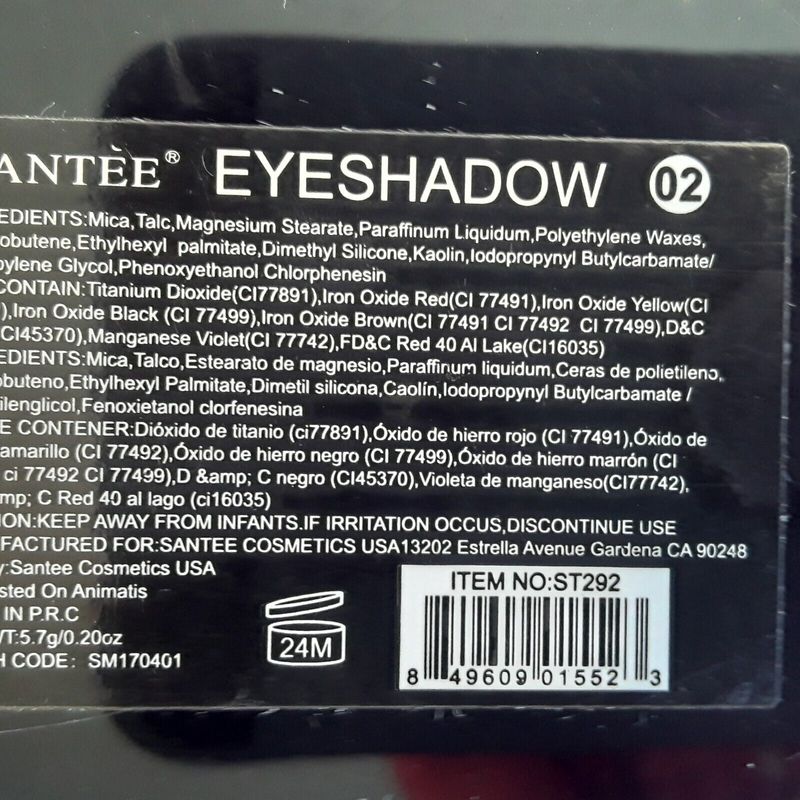 ANTÈE® EYESHADOW 02
EDIENTS:Mica,Talc,Magnesium Stearate,Paraffinum Liquidum,Polyethylene Waxes,
obutene,Ethylhexyl palmitate,Dimethyl Silicone,Kaolin,Iodopropynyl Butylcarbamate/
pylene Glycol,Phenoxyethanol Chlorphenesin
CONTAIN:Titanium Dioxide(CI77891),Iron Oxide Red(CI 77491),Iron Oxide Yellow(CI
),Iron Oxide Black (CI 77499),Iron Oxide Brown(CI 77491 CI 77492 CI 77499),D&C
CI45370),Manganese Violet(CI 77742),FD&C Red 40 Al Lake(CI16035)
EDIENTS:Mica,Talco,Estearato de magnesio,Paraffinum liquidum,Ceras de polietileno,
obuteno,Ethylhexyl Palmitate,Dimetil silicona,Caolín,Iodopropynyl Butylcarbamate /
ilenglicol,Fenoxietanol clorfenesina
E CONTENER:Dióxido de titanio (ci77891),Óxido de hierro rojo (CI 77491),Óxido de
amarillo (CI 77492),Óxido de hierro negro (CI 77499),Óxido de hierro marrón (CI
ci 77492 CI 77499),D &amp; C negro (CI45370),Violeta de manganeso(CI77742),
mp; C Red 40 al lago (ci16035)
ION:KEEP AWAY FROM INFANTS.IF IRRITATION OCCUS,DISCONTINUE USE
FACTURED FOR:SANTEE COSMETICS USA13202 Estrella Avenue Gardena CA 90248
y:Santee Cosmetics USA
sted On Animatis
IN P.R.C
T:5.7g/0.20oz
H CODE: SM170401
24M
ITEM NO:ST292
8 49609 01552 3